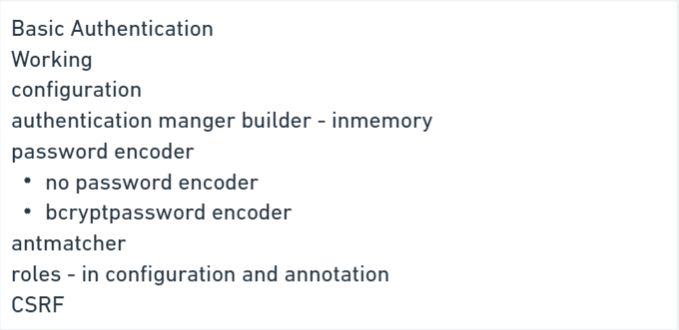 Basic Authentication
Working
configuration
authentication manger builder - inmemory
password encoder
• no password encoder
• bcryptpassword encoder
antmatcher
roles - in configuration and annotation
CSRF